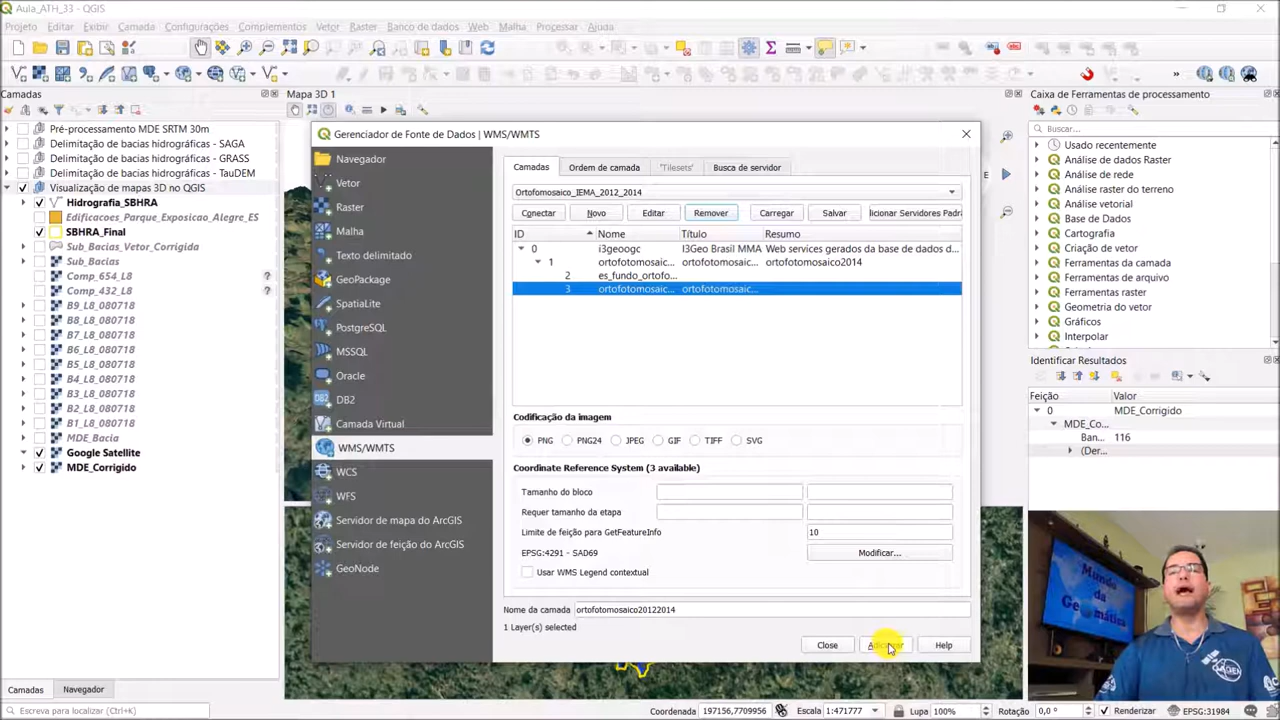 Aula_ATH_33 - QGIS
Projeto Editar Exibir Camada Configurações Complementos Vetor Raster Banco de dados Web Malha Processar Ajuda
Camadas
Pré-processamento MDE SRTM 30m
Delimitação de bacias hidrográficas - SAGA
Delimitação de bacias hidrográficas - GRASS
Delimitação de bacias hidrográficas - TauDEM
Visualização de mapas 3D no QGIS
Hidrografia_SBHRA
Edificacoes_Parque_Exposicao_Alegre_ES
SBHRA_Final
Sub_Bacias_Vetor_Corrigida
Sub_Bacias
Comp_654_L8
Comp_432_L8
B9_L8_080718
B8_L8_080718
B7_L8_080718
B6_L8_080718
B5_L8_080718
B4_L8_080718
B3_L8_080718
B2_L8_080718
B1_L8_080718
MDE_Bacia
Google Satellite
MDE_Corrigido
Camadas Navegador
Mapa 3D 1
Gerenciador de Fonte de Dados | WMS/WMTS
Navegador
Vetor
Raster
Malha
Texto delimitado
GeoPackage
SpatiaLite
PostgreSQL
MSSQL
Oracle
DB2
Camada Virtual
WMS/WMTS
WCS
WFS
Servidor de mapa do ArcGIS
Servidor de feição do ArcGIS
GeoNode
Camadas Ordem de camada "Tilesets" Busca de servidor
Ortofomosaico_IEMA_2012_2014
Conectar Novo Editar Remover Carregar Salvar licionar Servidores Padrã
ID Nome Título Resumo
0 i3geoogc I3Geo Brasil MMA Web services gerados da base de dados d...
1 ortofotomosaic... ortofotomosaic... ortofotomosaico2014
2 es_fundo_ortofo...
3 ortofotomosaic... ortofotomosaic...
Codificação da imagem
PNG PNG24 JPEG GIF TIFF SVG
Coordinate Reference System (3 available)
Tamanho do bloco
Requer tamanho da etapa
Limite de feição para GetFeatureInfo 10
EPSG:4291 - SAD69 Modificar...
Usar WMS Legend contextual
Nome da camada ortofotomosaico20122014
1 Layer(s) selected
Close Adicionar Help
Caixa de Ferramentas de processamento
Buscar...
Usado recentemente
Análise de dados Raster
Análise de rede
Análise raster do terreno
Análise vetorial
Base de Dados
Cartografia
Criação de vetor
Ferramentas da camada
Ferramentas de arquivo
Ferramentas raster
Geometria do vetor
Gráficos
Interpolar
Identificar Resultados
Feição Valor
0 MDE_Corrigido
MDE_Co...
Ban... 116
(Der...
Mundo
da
Geomática
Escreva para localizar (Ctrl+K)
Coordenada 197156,7709956 Escala 1:471777 Lupa 100% Rotação 0,0 ° Renderizar EPSG:31984